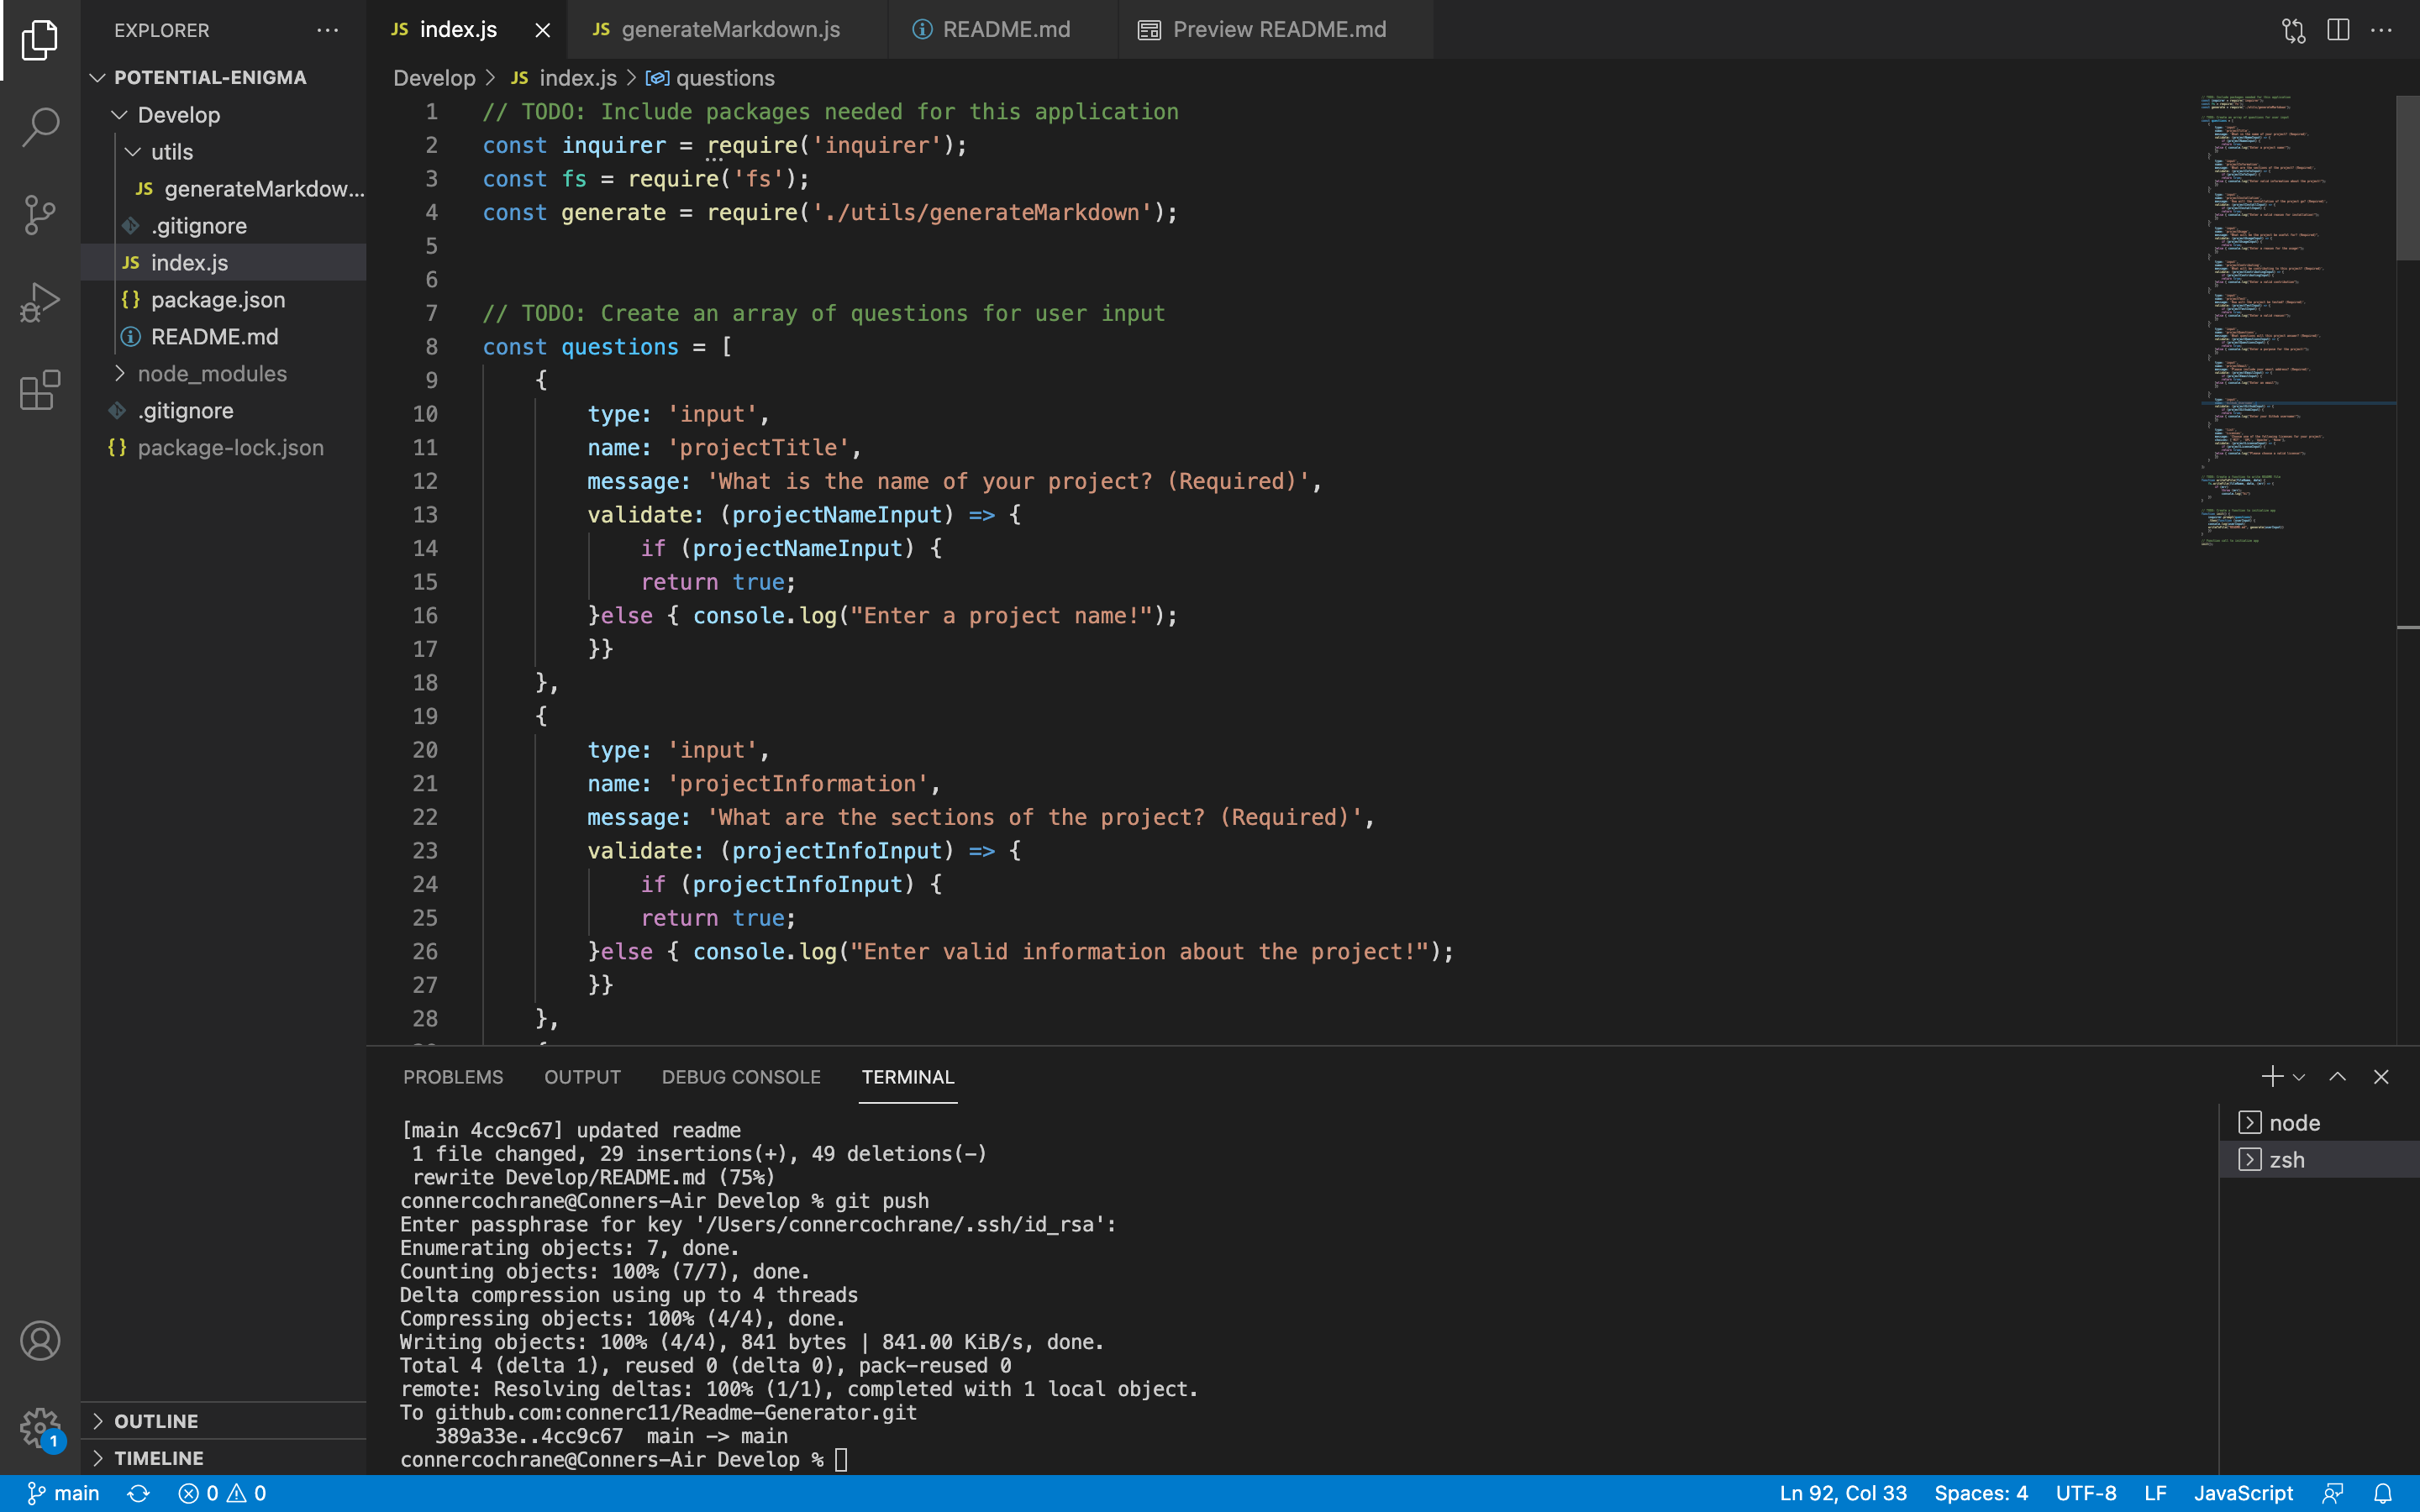 EXPLORER
POTENTIAL-ENIGMA
Develop
utils
JS generateMarkdow...
.gitignore
JS index.js
{} package.json
README.md
node_modules
.gitignore
{} package-lock.json
OUTLINE
TIMELINE
JS index.js
JS generateMarkdown.js
README.md
Preview README.md
Develop > JS index.js > questions
1 // TODO: Include packages needed for this application
2 const inquirer = require('inquirer');
3 const fs = require('fs');
4 const generate = require('./utils/generateMarkdown');
5
6
7 // TODO: Create an array of questions for user input
8 const questions = [
9 {
10 type: 'input',
11 name: 'projectTitle',
12 message: 'What is the name of your project? (Required)',
13 validate: (projectNameInput) => {
14 if (projectNameInput) {
15 return true;
16 }else { console.log("Enter a project name!");
17 }}
18 },
19 {
20 type: 'input',
21 name: 'projectInformation',
22 message: 'What are the sections of the project? (Required)',
23 validate: (projectInfoInput) => {
24 if (projectInfoInput) {
25 return true;
26 }else { console.log("Enter valid information about the project!");
27 }}
28 },
PROBLEMS OUTPUT DEBUG CONSOLE TERMINAL
[main 4cc9c67] updated readme
1 file changed, 29 insertions(+), 49 deletions(-)
rewrite Develop/README.md (75%)
connercochrane@Conners-Air Develop % git push
Enter passphrase for key '/Users/connercochrane/.ssh/id_rsa':
Enumerating objects: 7, done.
Counting objects: 100% (7/7), done.
Delta compression using up to 4 threads
Compressing objects: 100% (4/4), done.
Writing objects: 100% (4/4), 841 bytes | 841.00 KiB/s, done.
Total 4 (delta 1), reused 0 (delta 0), pack-reused 0
remote: Resolving deltas: 100% (1/1), completed with 1 local object.
To github.com:connerc11/Readme-Generator.git
389a33e..4cc9c67 main -> main
connercochrane@Conners-Air Develop %
node
zsh
1
main 0 0
Ln 92, Col 33 Spaces: 4 UTF-8 LF JavaScript